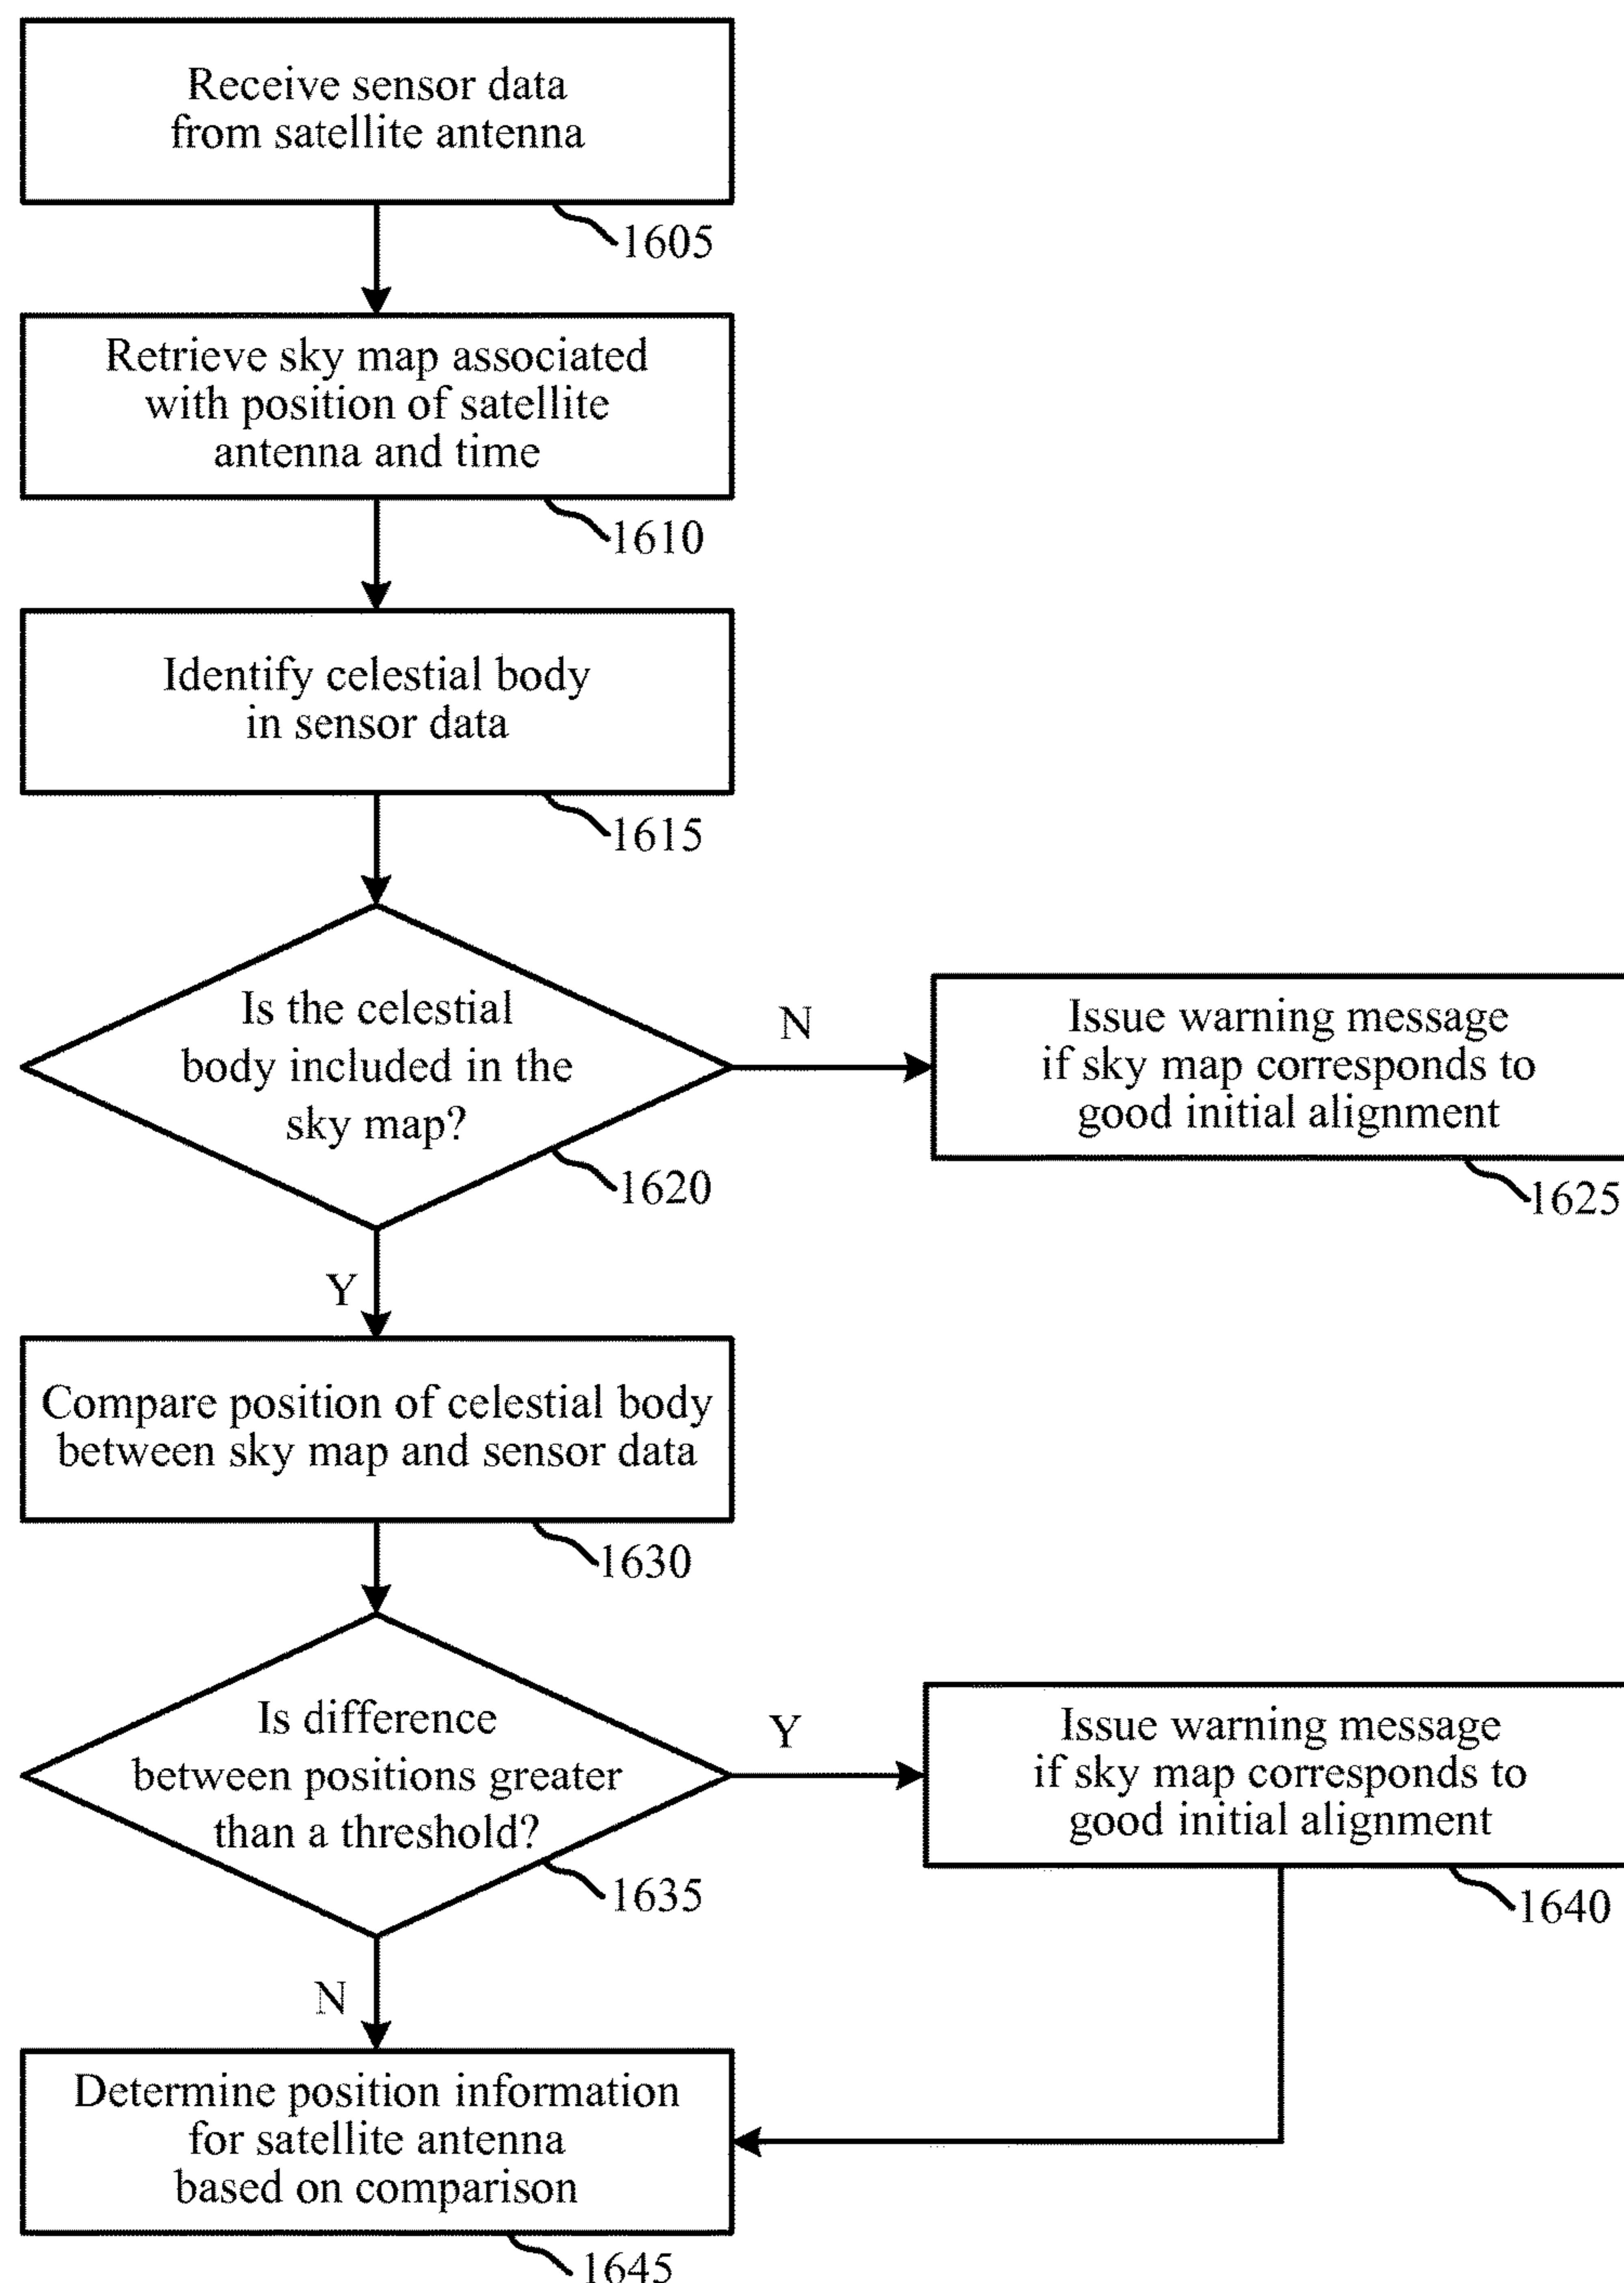 Receive sensor data
from satellite antenna
1605
Retrieve sky map associated
with position of satellite
antenna and time
1610
Identify celestial body
in sensor data
1615
Is the celestial
body included in the
sky map?
1620
N
Issue warning message
if sky map corresponds to
good initial alignment
1625
Y
Compare position of celestial body
between sky map and sensor data
1630
Is difference
between positions greater
than a threshold?
1635
Y
Issue warning message
if sky map corresponds to
good initial alignment
1640
N
Determine position information
for satellite antenna
based on comparison
1645